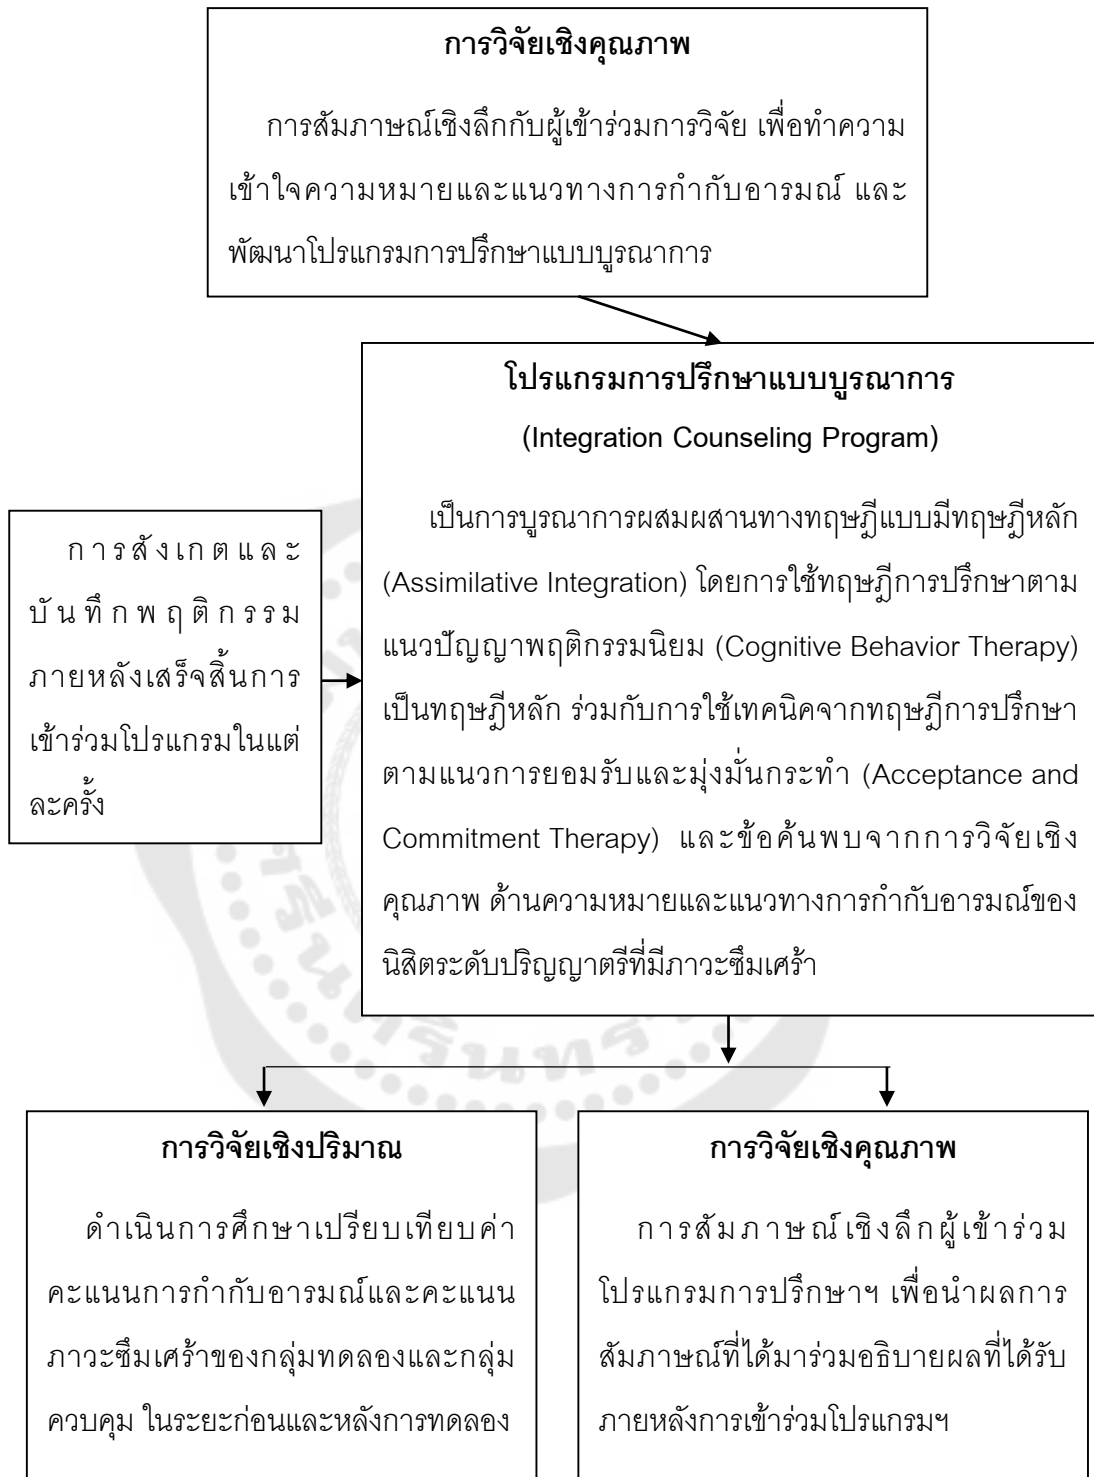 การวิจัยเชิงคุณภาพ
การสัมภาษณ์เชิงลึกกับผู้เข้าร่วมการวิจัย เพื่อทำความ
เข้าใจความหมายและแนวทางการกำกับอารมณ์ และ
พัฒนาโปรแกรมการปรึกษาแบบบูรณาการ
โปรแกรมการปรึกษาแบบบูรณาการ
(Integration Counseling Program)
เป็นการบูรณาการผสมผสานทางทฤษฎีแบบมีทฤษฎีหลัก
(Assimilative Integration) โดยการใช้ทฤษฎีการปรึกษาตาม
แนวปัญญาพฤติกรรมนิยม (Cognitive Behavior Therapy)
เป็นทฤษฎีหลัก ร่วมกับการใช้เทคนิคจากทฤษฎีการปรึกษา
ตามแนวการยอมรับและมุ่งมั่นกระทำ (Acceptance and
Commitment Therapy) และข้อค้นพบจากการวิจัยเชิง
คุณภาพ ด้านความหมายและแนวทางการกำกับอารมณ์ของ
นิสิตระดับปริญญาตรีที่มีภาวะซึมเศร้า
การสังเกตและ
บันทึกพฤติกรรม
ภายหลังเสร็จสิ้นการ
เข้าร่วมโปรแกรมในแต่
ละครั้ง
การวิจัยเชิงปริมาณ
ดำเนินการศึกษาเปรียบเทียบค่า
คะแนนการกำกับอารมณ์และคะแนน
ภาวะซึมเศร้าของกลุ่มทดลองและกลุ่ม
ควบคุม ในระยะก่อนและหลังการทดลอง
การวิจัยเชิงคุณภาพ
การสัมภาษณ์เชิงลึกผู้เข้าร่วม
โปรแกรมการปรึกษาฯ เพื่อนำผลการ
สัมภาษณ์ที่ได้มาร่วมอธิบายผลที่ได้รับ
ภายหลังการเข้าร่วมโปรแกรมฯ